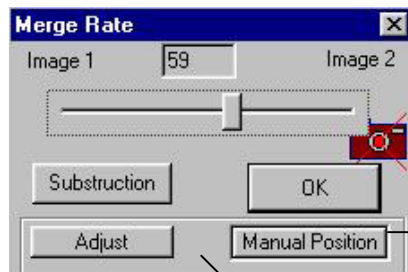 Merge Rate
Image 1 59 Image 2
Substruction OK
Adjust Manual Position